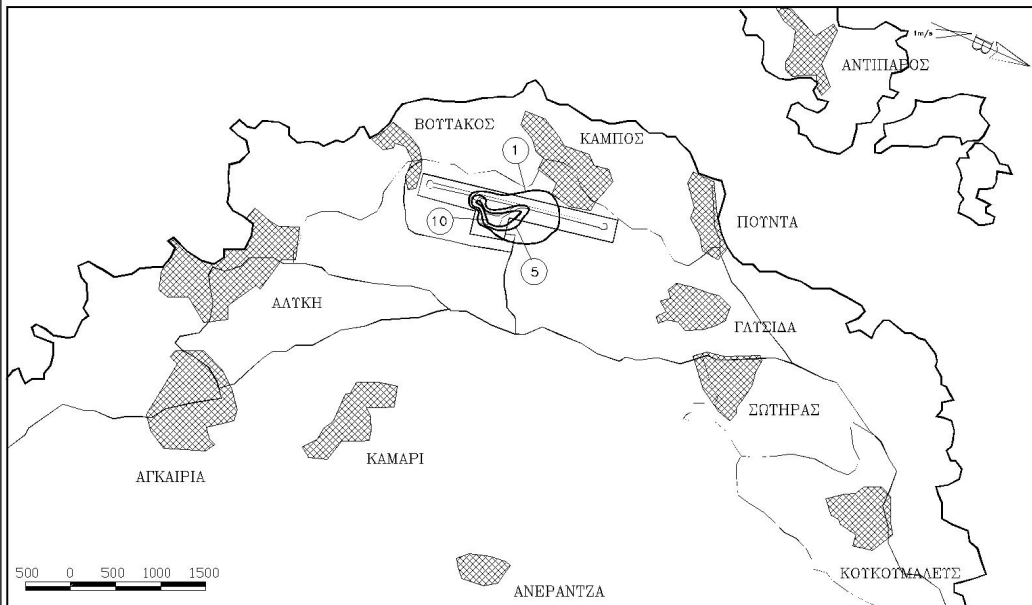 1m/s
ΑΝΤΙΠΑΡΟΣ
ΒΟΥΤΑΚΟΣ
ΚΑΜΠΟΣ
1
ΠΟΥΝΤΑ
10
5
ΑΛΥΚΗ
ΓΛΥΣΙΔΑ
ΣΩΤΗΡΑΣ
ΚΑΜΑΡΙ
ΑΓΚΑΙΡΙΑ
500 0 500 1000 1500
ΚΟΥΚΟΥΜΑΛΕΥΣ
ΑΝΕΡΑΝΤΖΑ